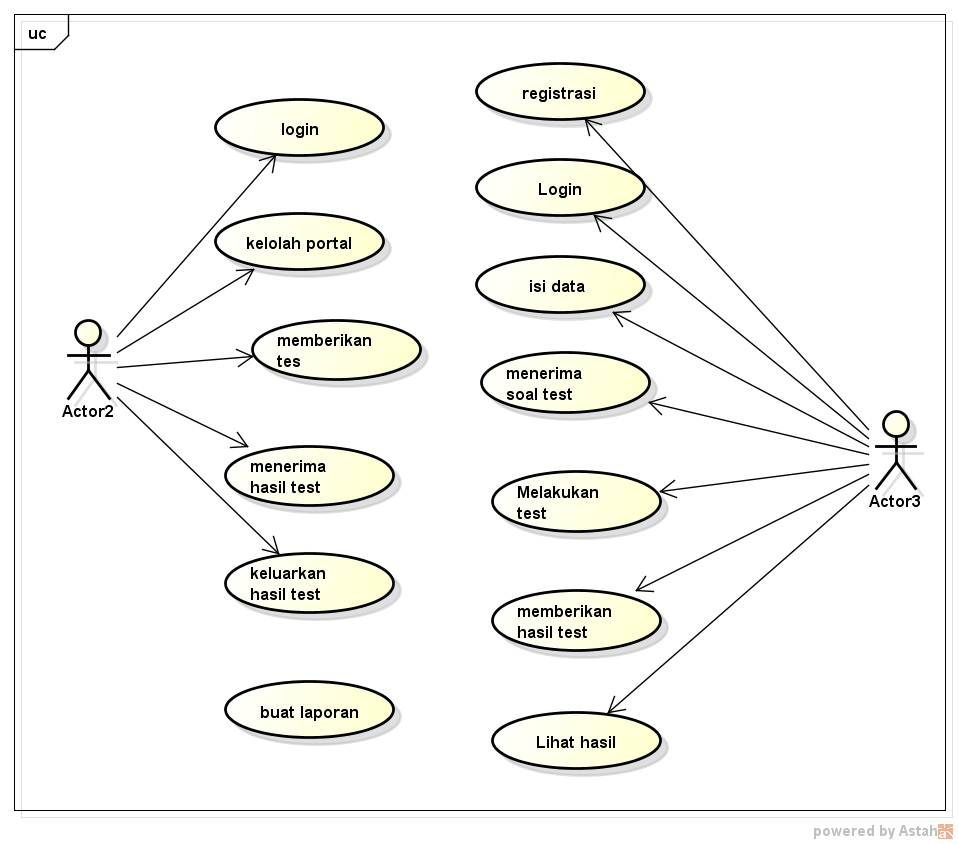 uc
login
kelolah portal
memberikan
tes
menerima
hasil test
keluarkan
hasil test
buat laporan
Actor2
registrasi
Login
isi data
menerima
soal test
Melakukan
test
memberikan
hasil test
Lihat hasil
Actor3
powered by Astah